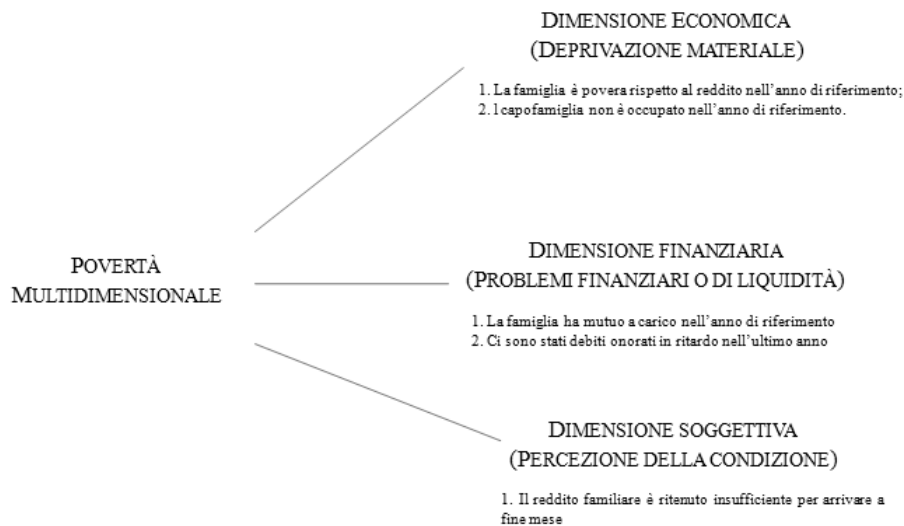 DIMENSIONE ECONOMICA
(DEPRIVAZIONE MATERIALE)
1. La famiglia è povera rispetto al reddito nell'anno di riferimento;
2. l capofamiglia non è occupato nell'anno di riferimento.
POVERTÀ
MULTIDIMENSIONALE
DIMENSIONE FINANZIARIA
(PROBLEMI FINANZIARI O DI LIQUIDITÀ)
1. La famiglia ha mutuo a carico nell'anno di riferimento
2. Ci sono stati debiti onorati in ritardo nell'ultimo anno
DIMENSIONE SOGGETTIVA
(PERCEZIONE DELLA CONDIZIONE)
1. Il reddito familiare è ritenuto insufficiente per arrivare a
fine mese